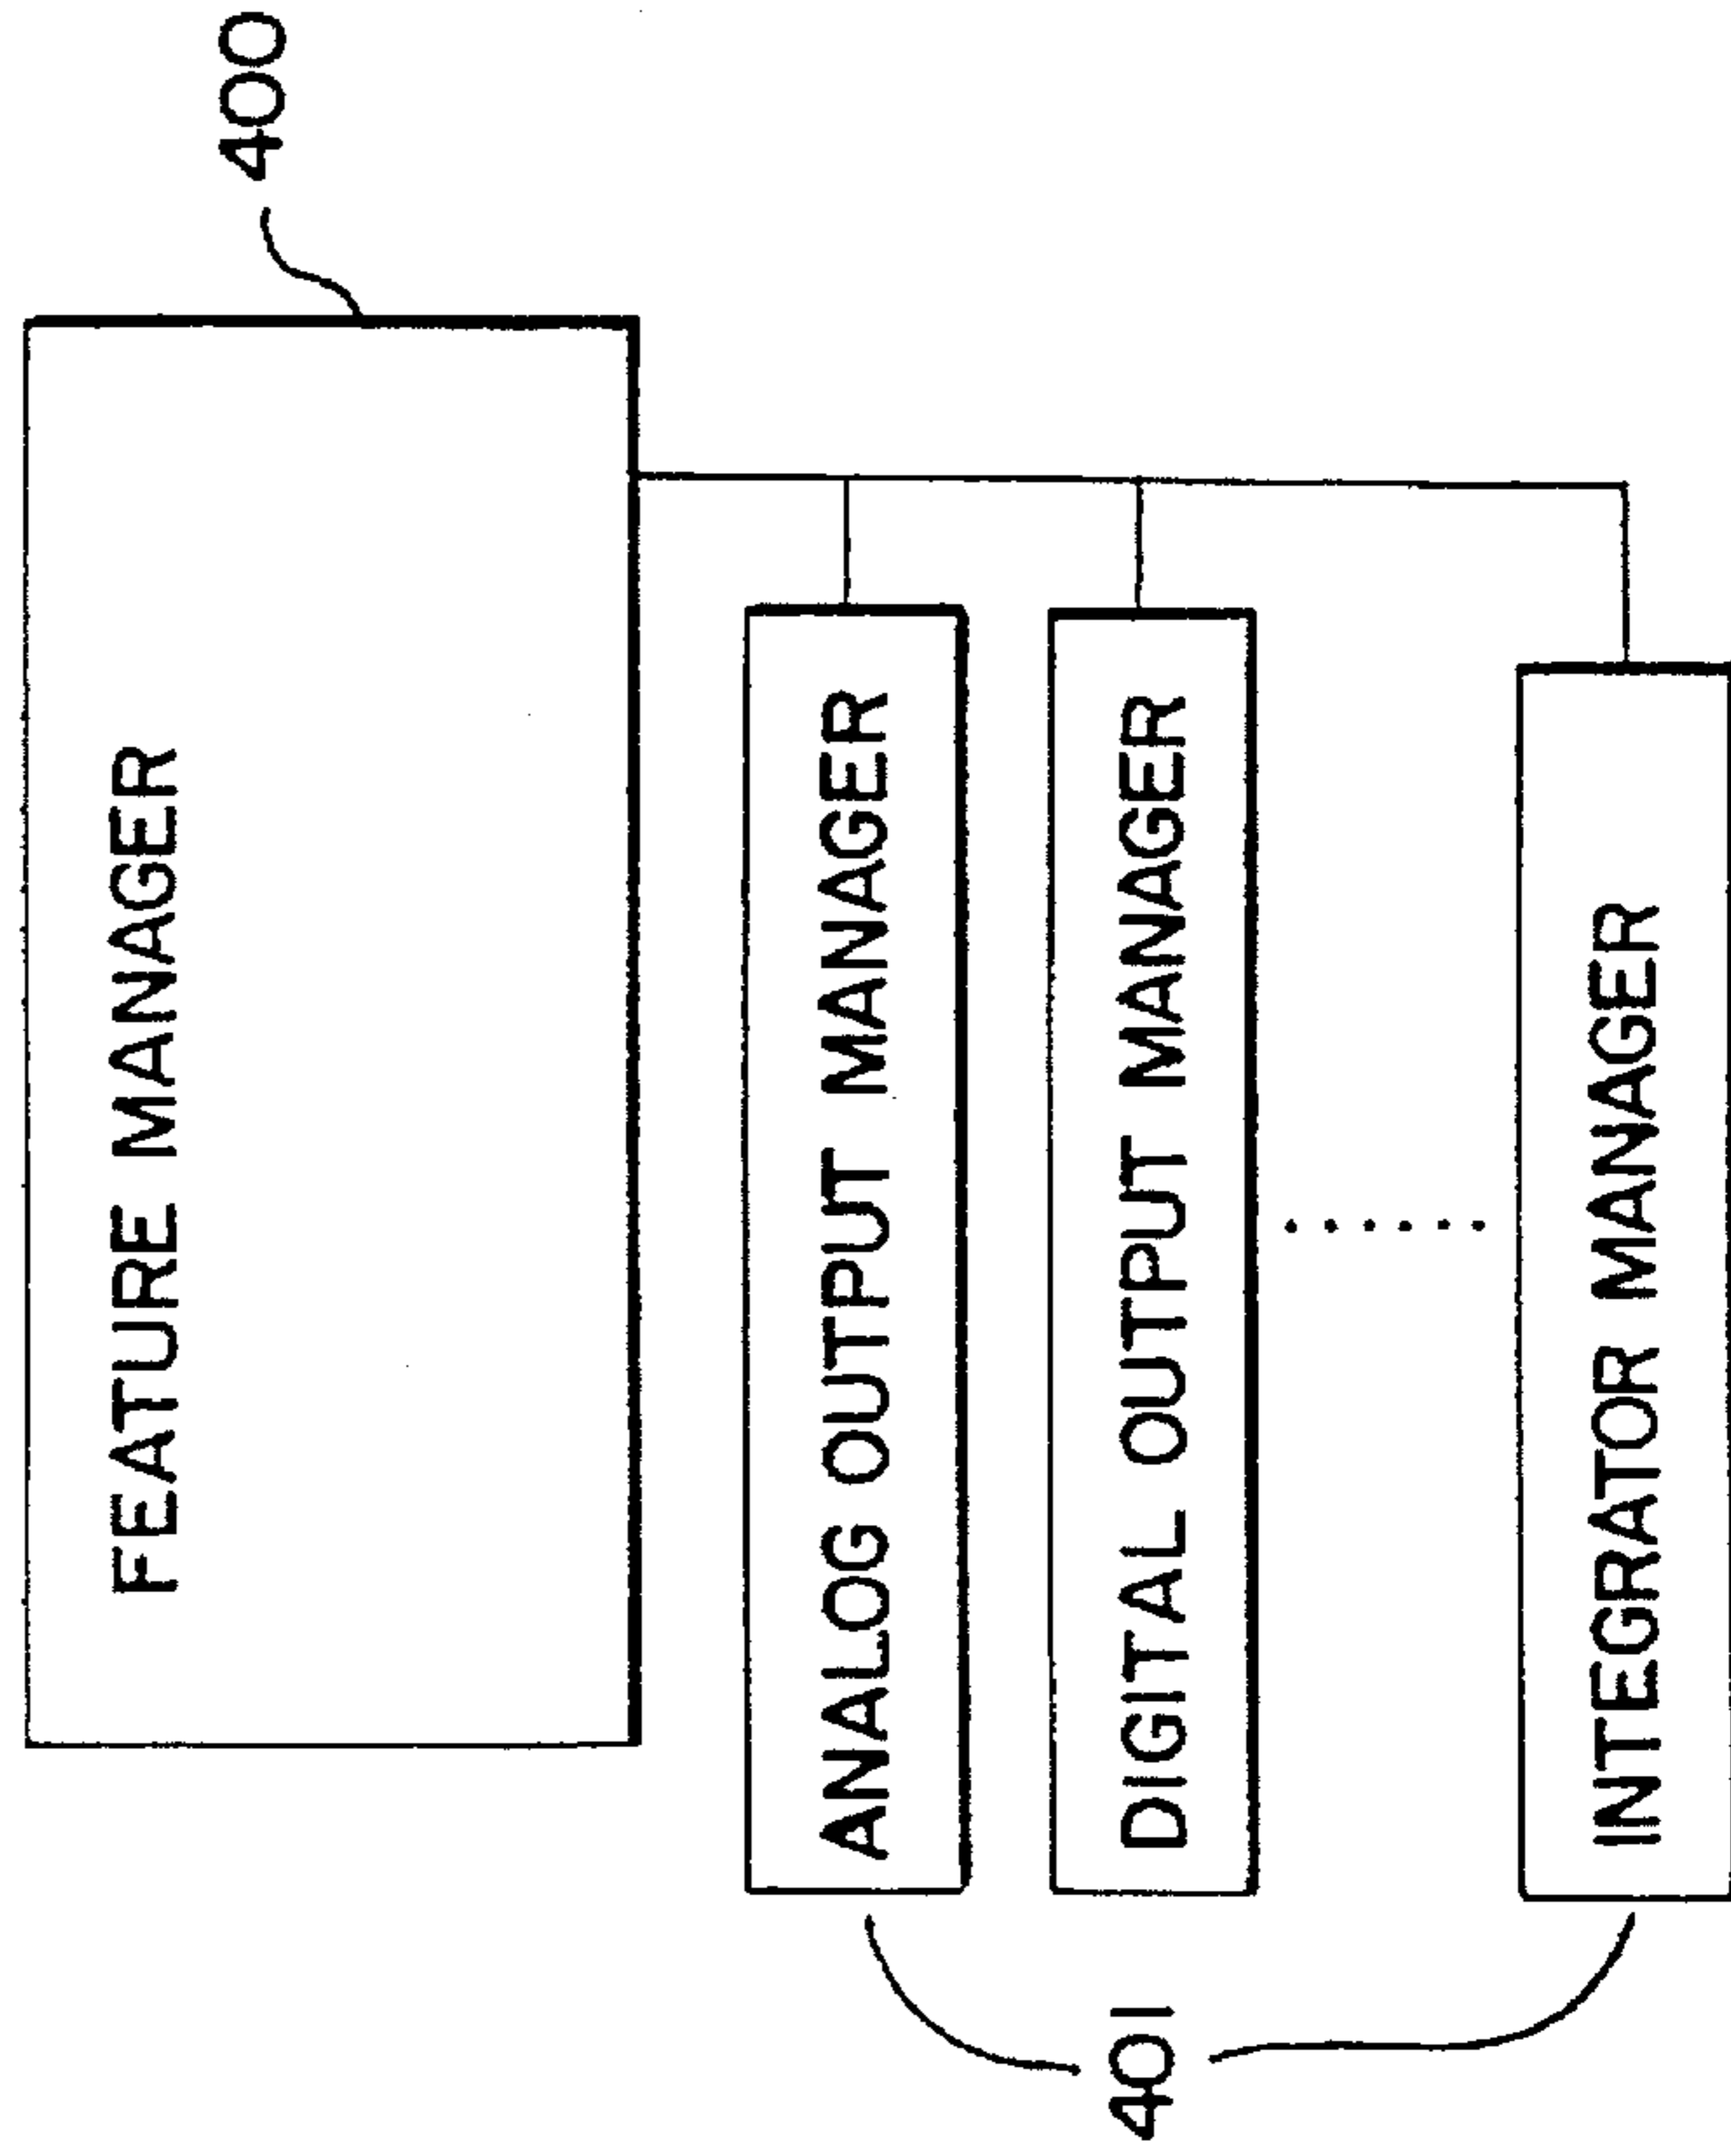 400
FEATURE MANAGER
ANALOG OUTPUT MANAGER
DIGITAL OUTPUT MANAGER
INTEGRATOR MANAGER
401